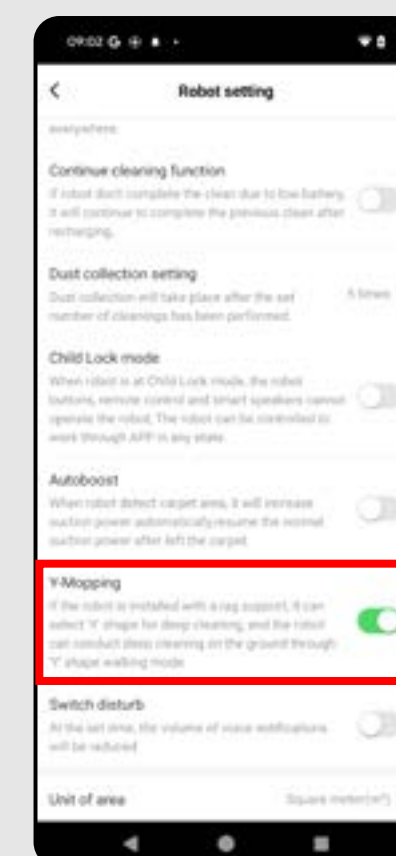 09:02 G
Robot setting
everywhere.
Continue cleaning function
If robot don't complete the clean due to low battery,
it will continue to complete the previous clean after
recharging.
Dust collection setting
Dust collection will take place after the set
number of cleanings has been performed.
5 times
Child Lock mode
When robot is at Child Lock mode, the robot
buttons, remote control and smart speakers cannot
operate the robot. The robot can be controlled to
work through APP in any state.
Autoboost
When robot detect carpet area, it will increase
suction power automatically resume the normal
suction power after left the carpet
Y-Mopping
If the robot is installed with a rag support, it can
select 'Y' shape for deep cleaning, and the robot
can conduct deep cleaning on the ground through
'Y' shape walking mode
Switch disturb
At the set time, the volume of voice notifications
will be reduced
Unit of area
Square meter(m²)